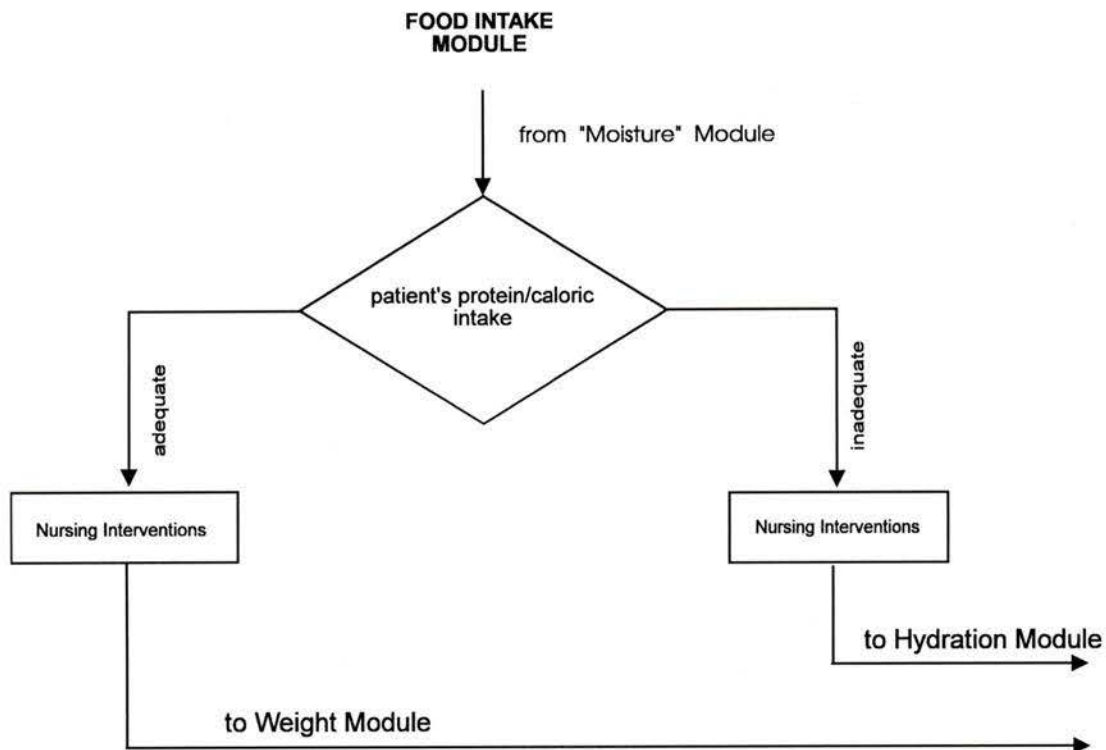 FOOD INTAKE
MODULE
from "Moisture" Module
patient's protein/caloric
intake
adequate
inadequate
Nursing Interventions
Nursing Interventions
to Hydration Module
to Weight Module